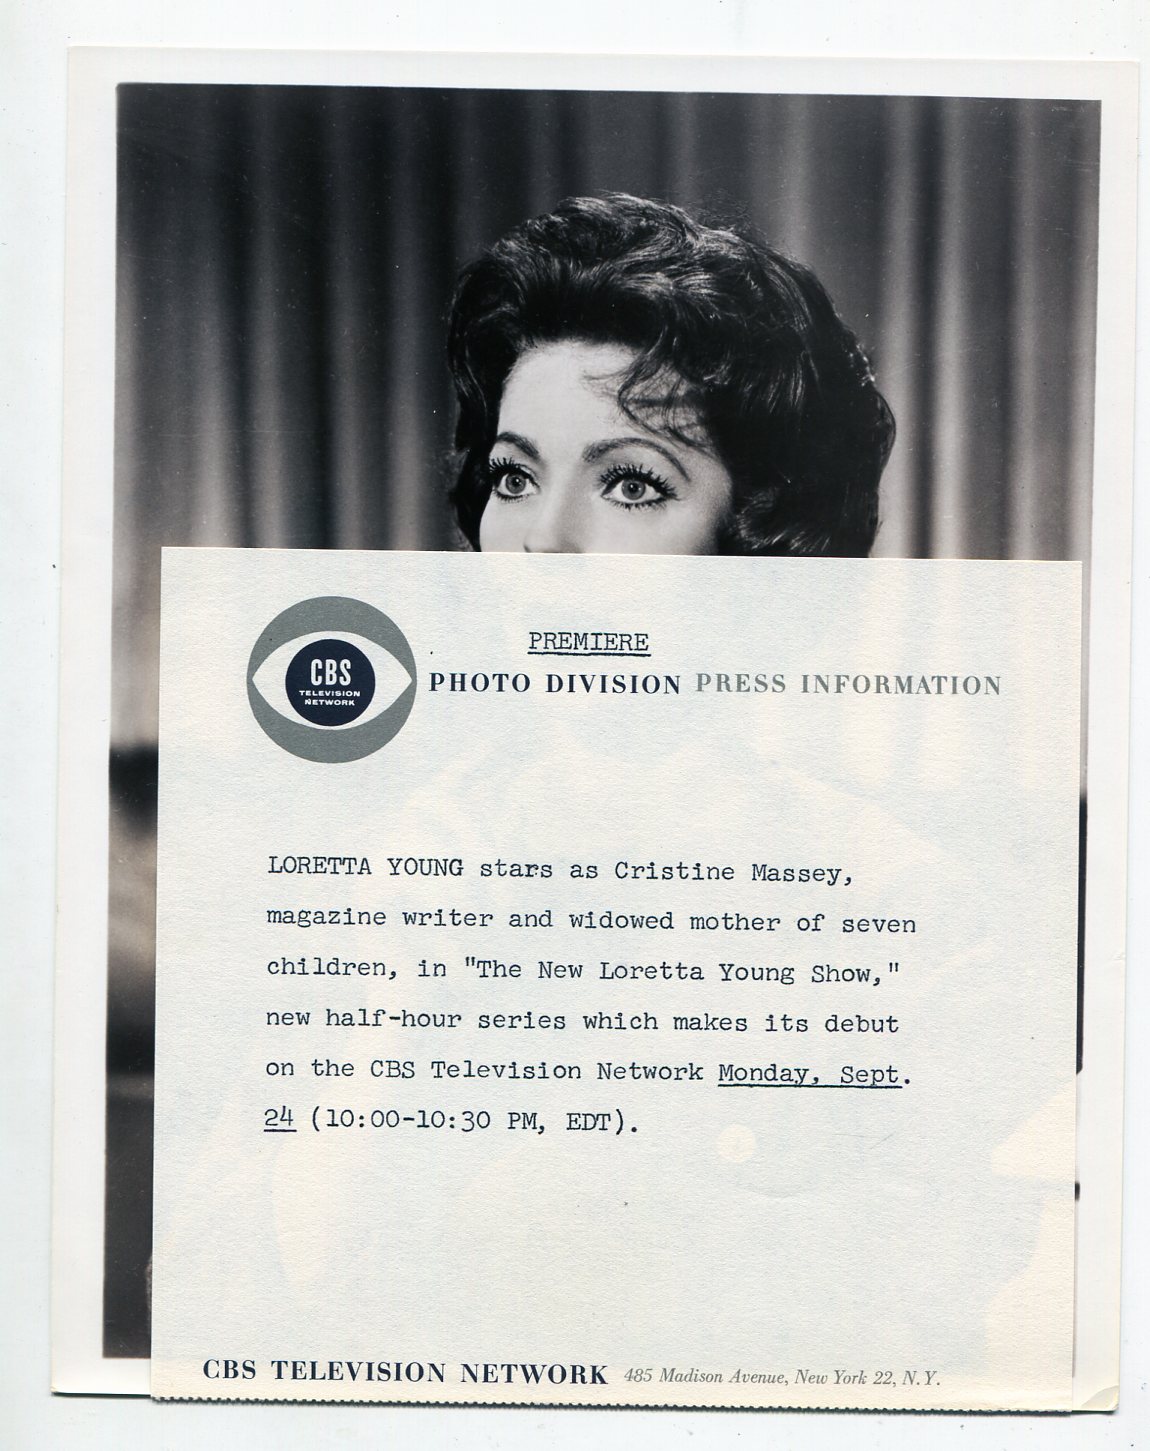 PREMIERE
CBS
TELEVISION
NETWORK
PHOTO DIVISION PRESS INFORMATION
LORETTA YOUNG stars as Cristine Massey,
magazine writer and widowed mother of seven
children, in "The New Loretta Young Show,"
new half-hour series which makes its debut
on the CBS Television Network Monday, Sept.
24 (10:00-10:30 PM, EDT).
CBS TELEVISION NETWORK 485 Madison Avenue, New York 22, N.Y.